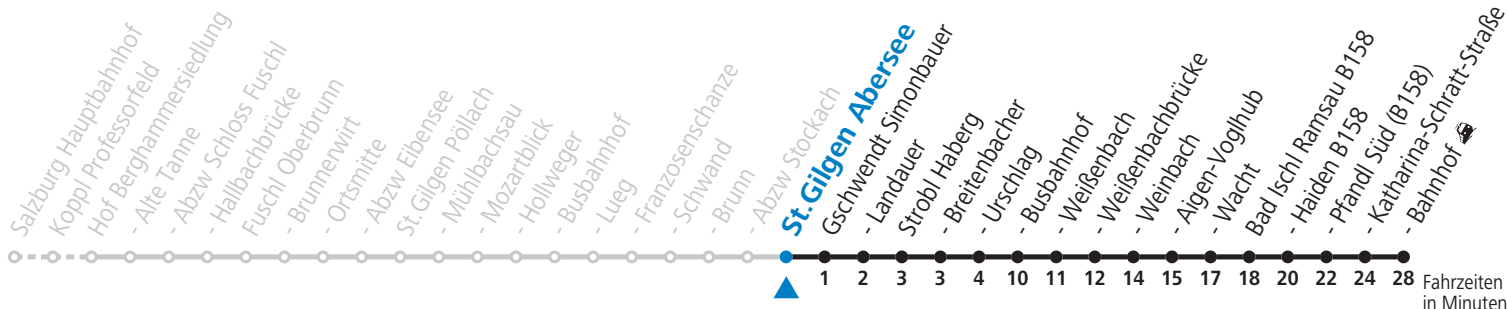 Salzburg Hauptbahnhof
Koppl Professorfeld
Hof Berghammersiedlung
- Alte Tanne
- Abzw Schloss Fuschl
- Hallbachbrücke
Fuschl Oberbrunn
- Brunnenwirt
- Ortsmitte
- Abzw Eibensee
St.Gilgen Pöllach
- Mühlbachsau
- Mozartblick
- Hollweger
- Busbahnhof
- Lueg
- Franzosenschanze
- Schwand
- Brunn
- Abzw Stockach
St.Gilgen Abersee
Gschwendt Simonbauer
- Landauer
Strobl Haberg
- Breitenbacher
- Urschlag
- Busbahnhof
- Weißenbach
- Weißenbachbrücke
- Weinbach
- Aigen-Voglhub
- Wacht
Bad Ischl Ramsau B158
- Haiden B158
- Pfandl Süd (B158)
- Katharina-Schratt-Straße
- Bahnhof
1 2 3 3 4 10 11 12 14 15 17 18 20 22 24 28 Fahrzeiten
in Minuten